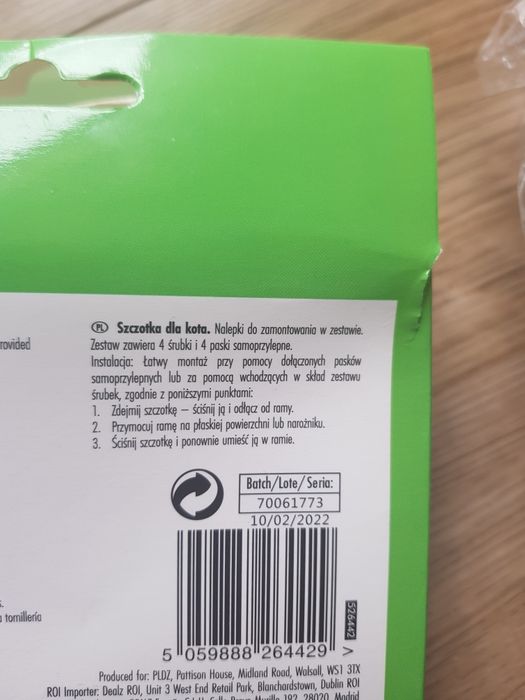 PL Szczotka dla kota. Nalepki do zamontowania w zestawie.
Zestaw zawiera 4 śrubki i 4 paski samoprzylepne.
Instalacja: Łatwy montaż przy pomocy dołączonych pasków
samoprzylepnych lub za pomocą wchodzących w skład zestawu
śrubek, zgodnie z poniższymi punktami:
1. Zdejmij szczotkę – ściśnij ją i odłącz od ramy.
2. Przymocuj ramę na płaskiej powierzchni lub narożniku.
3. Ściśnij szczotkę i ponownie umieść ją w ramie.
rovided
Batch/Lote/Seria:
70061773
10/02/2022
526442
5 059888 264429 >
tornillería
Produced for: PLDZ, Pattison House, Midland Road, Walsall, WS1 3TX
ROI Importer: Dealz ROI, Unit 3 West End Retail Park, Blanchardstown, Dublin ROI
Madrid